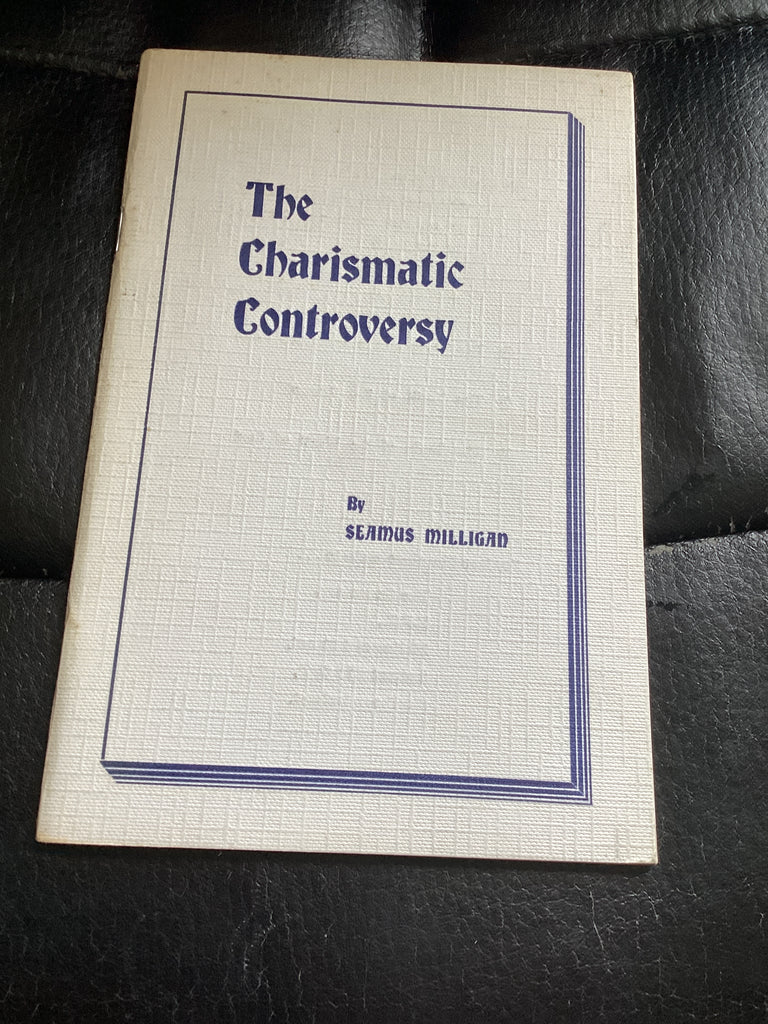 The
Charismatic
Controversy
By
SEAMUS MILLIGAN